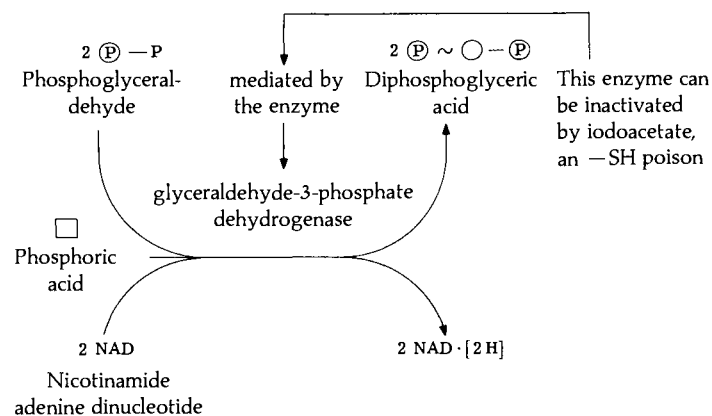 2 Ⓟ — P
Phosphoglyceral-
dehyde
mediated by
the enzyme
2 Ⓟ ~ ○ — Ⓟ
Diphosphoglyceric
acid
This enzyme can
be inactivated
by iodoacetate,
an —SH poison
glyceraldehyde-3-phosphate
dehydrogenase
Phosphoric
acid
2 NAD
Nicotinamide
adenine dinucleotide
2 NAD·[2H]